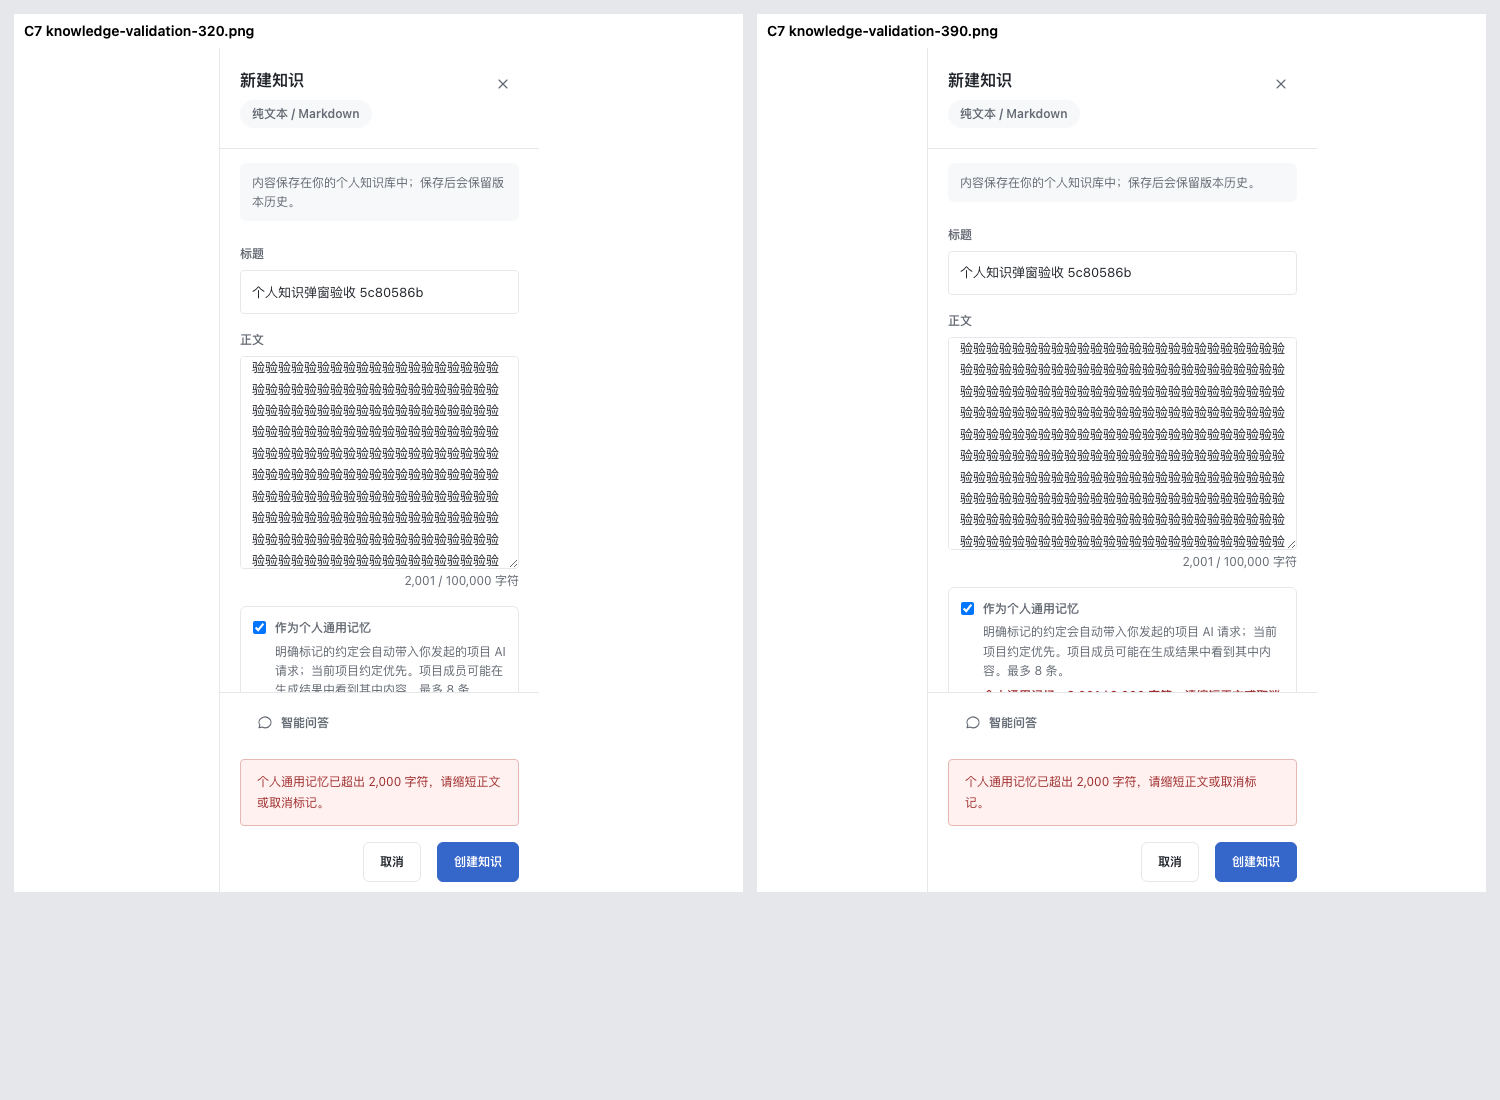 C7 knowledge-validation-320.png
新建知识
纯文本 / Markdown
内容保存在你的个人知识库中；保存后会保留版
本历史。
标题
个人知识弹窗验收 5c80586b
正文
验验验验验验验验验验验验验验验验验验验
验验验验验验验验验验验验验验验验验验验
验验验验验验验验验验验验验验验验验验验
验验验验验验验验验验验验验验验验验验验
验验验验验验验验验验验验验验验验验验验
验验验验验验验验验验验验验验验验验验验
验验验验验验验验验验验验验验验验验验验
验验验验验验验验验验验验验验验验验验验
验验验验验验验验验验验验验验验验验验验
验验验验验验验验验验验验验验验验验验验
2,001 / 100,000 字符
作为个人通用记忆
明确标记的约定会自动带入你发起的项目 AI
请求；当前项目约定优先。项目成员可能在
生成结果中看到其中内容。最多 8 条。
智能问答
个人通用记忆已超出 2,000 字符，请缩短正文
或取消标记。
取消
创建知识
C7 knowledge-validation-390.png
新建知识
纯文本 / Markdown
内容保存在你的个人知识库中；保存后会保留版本历史。
标题
个人知识弹窗验收 5c80586b
正文
验验验验验验验验验验验验验验验验验验验验验验验验验
验验验验验验验验验验验验验验验验验验验验验验验验验
验验验验验验验验验验验验验验验验验验验验验验验验验
验验验验验验验验验验验验验验验验验验验验验验验验验
验验验验验验验验验验验验验验验验验验验验验验验验验
验验验验验验验验验验验验验验验验验验验验验验验验验
验验验验验验验验验验验验验验验验验验验验验验验验验
验验验验验验验验验验验验验验验验验验验验验验验验验
验验验验验验验验验验验验验验验验验验验验验验验验验
验验验验验验验验验验验验验验验验验验验验验验验验验
2,001 / 100,000 字符
作为个人通用记忆
明确标记的约定会自动带入你发起的项目 AI 请求；当前
项目约定优先。项目成员可能在生成结果中看到其中内
容。最多 8 条。
智能问答
个人通用记忆已超出 2,000 字符，请缩短正文或取消标
记。
取消
创建知识